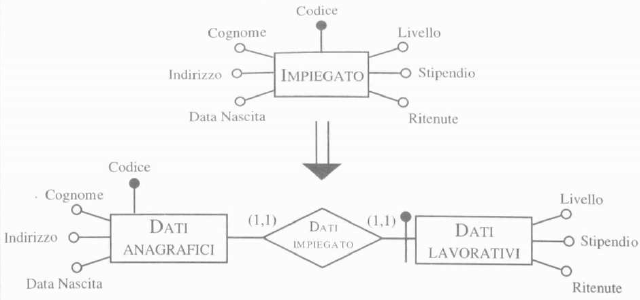 Codice
Cognome
Livello
Indirizzo
IMPIEGATO
Stipendio
Data Nascita
Ritenute
Codice
Cognome
Livello
Indirizzo
DATI
ANAGRAFICI
(1,1)
DATI
IMPIEGATO
(1,1)
DATI
LAVORATIVI
Stipendio
Data Nascita
Ritenute